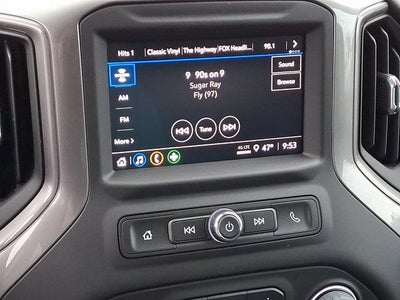 Hits 1 Classic Vinyl The Highway FOX Headli... 98.1
9 90s on 9 Sound
Sugar Ray Browse
AM Fly (97)
FM
Tune
More
4G LTE 47° 9:53